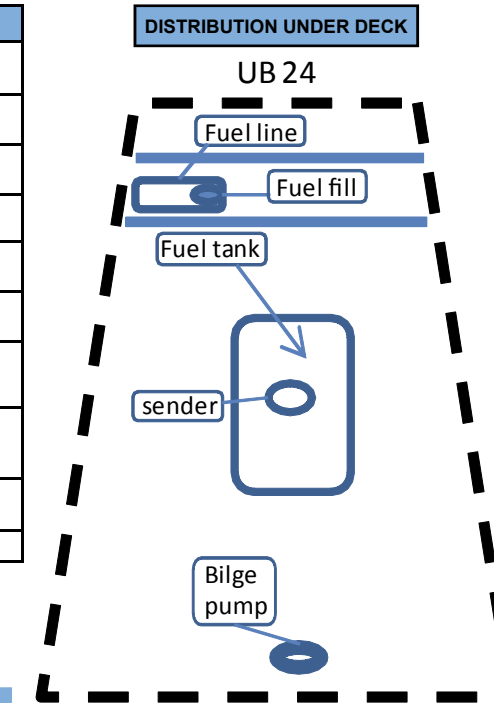 DISTRIBUTION UNDER DECK
UB 24
Fuel line
Fuel fill
Fuel tank
sender
Bilge
pump